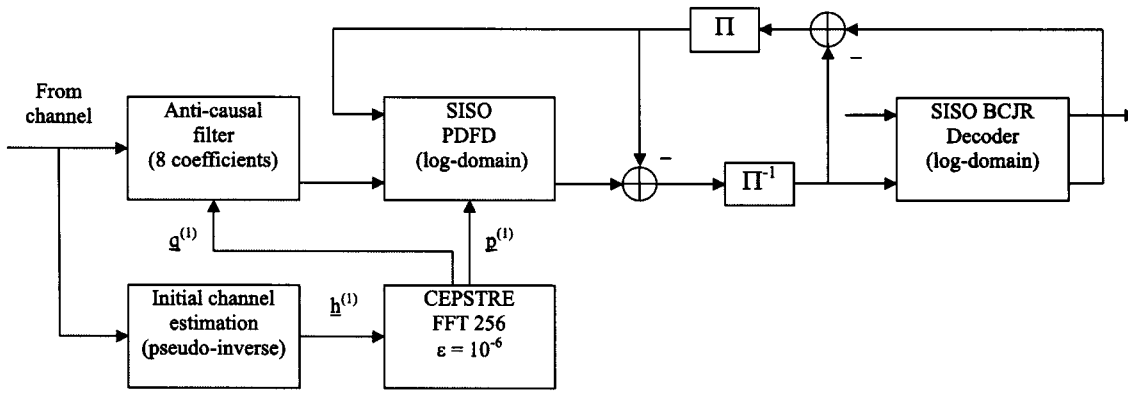 Π
−
From
channel
Anti-causal
filter
(8 coefficients)
SISO
PDFD
(log-domain)
SISO BCJR
Decoder
(log-domain)
−
−
Π⁻¹
q⁽¹⁾
p⁽¹⁾
Initial channel
estimation
(pseudo-inverse)
h⁽¹⁾
CEPSTRE
FFT 256
ε = 10⁻⁶